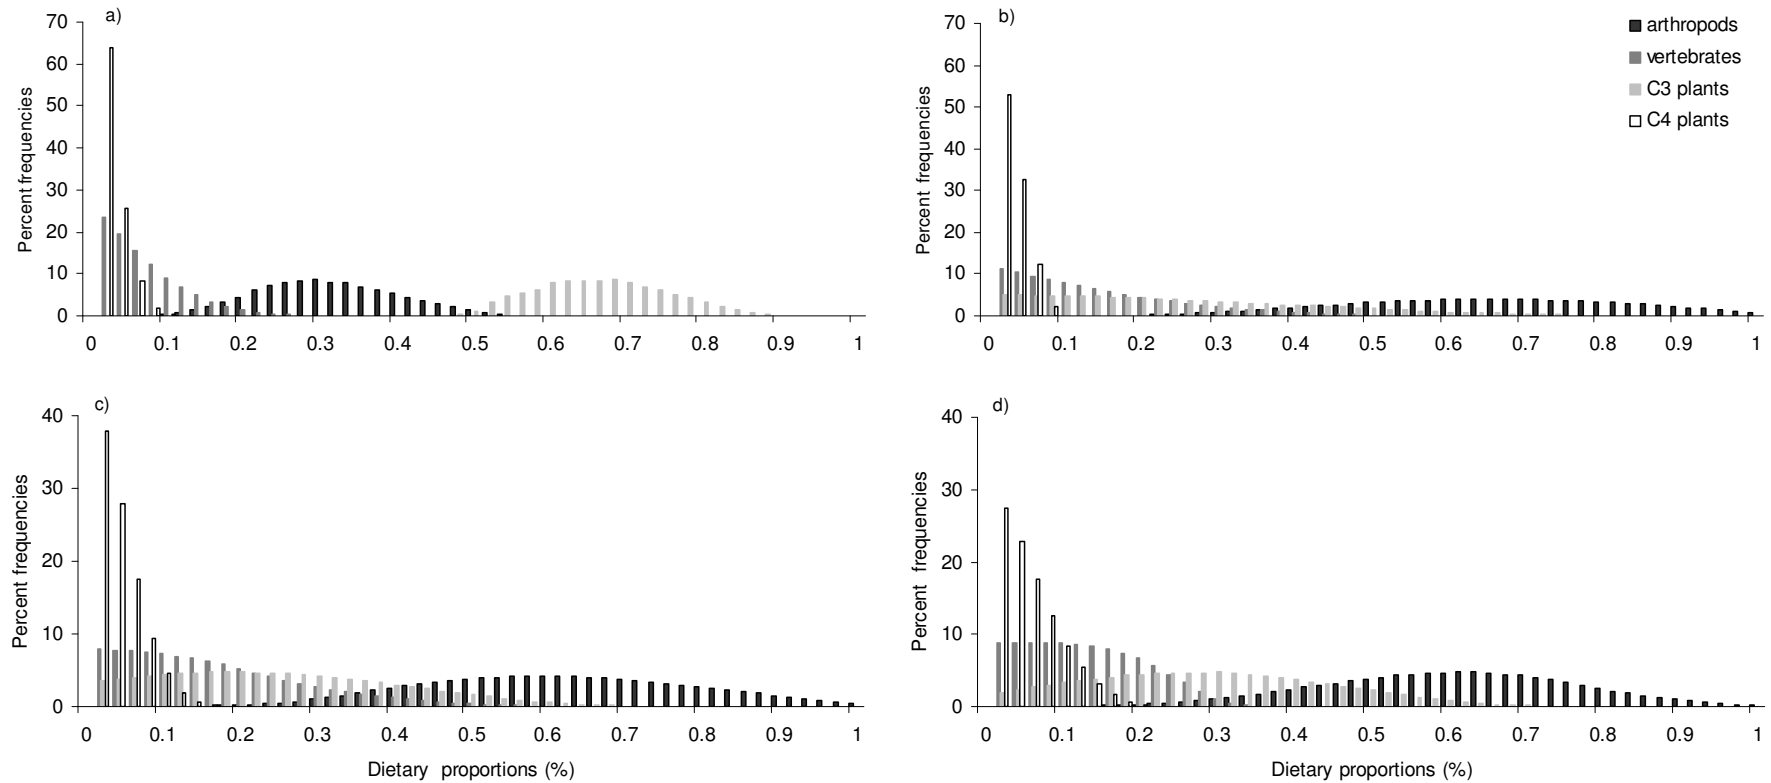 a)
70
60
50
40
30
20
10
0
Percent frequencies
0 0.1 0.2 0.3 0.4 0.5 0.6 0.7 0.8 0.9 1
b)
70
60
50
40
30
20
10
0
Percent frequencies
0 0.1 0.2 0.3 0.4 0.5 0.6 0.7 0.8 0.9 1
arthropods
vertebrates
C3 plants
C4 plants
c)
40
30
20
10
0
Percent frequencies
0 0.1 0.2 0.3 0.4 0.5 0.6 0.7 0.8 0.9 1
Dietary proportions (%)
d)
40
30
20
10
0
Percent frequencies
0 0.1 0.2 0.3 0.4 0.5 0.6 0.7 0.8 0.9 1
Dietary proportions (%)